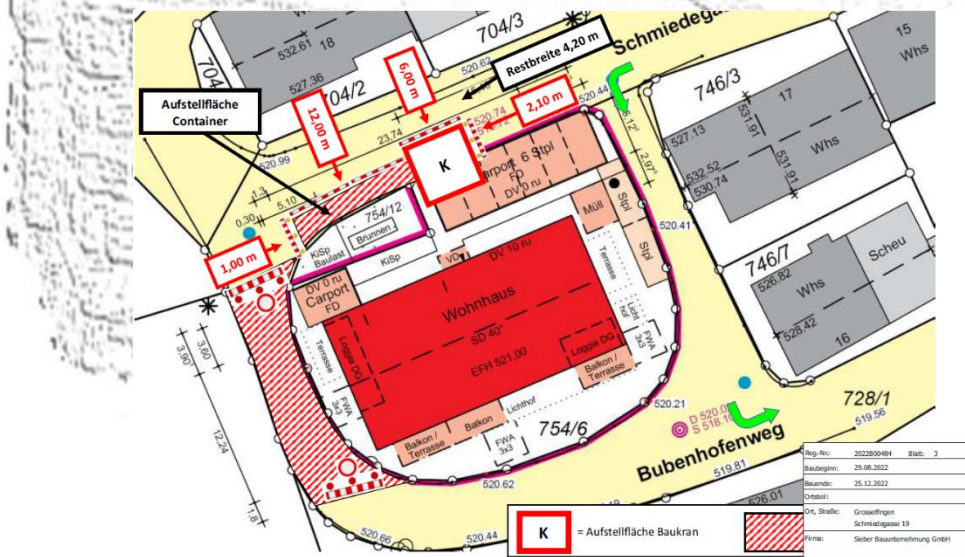 704/3
532.61
18
527.36
704/2
704
Schmiedega
15
Whs
746/3
17
527.13
531.91
532.52
530.74
531.91
Whs
Restbreite 4,20 m
520.62
6,00 m
12,00 m
2,10 m
520.44
Aufstellfläche
Container
23.74
520.74
520.99
K
Carport 6 Stpl
FD
DV 0 ru
2,97⁵
1.3
5,10
0.30
1,00 m
754/12
Brunnen
KiSp
Baulast
KiSp
VD
DV 10 ru
Müll
Stpl
Stpl
520.41
746/7
Scheu
526.82
Whs
528.42
16
DV 0 ru
Carport
FD
Wohnhaus
SD 40°
EFH 521.00
Terrasse
Licht
hof
FWA
3x3
Loggia DG
Loggia DG
Terrasse
FWA
3x3
Balkon /
Terrasse
Balkon
Lichthof
Balkon /
Terrasse
FWA
3x3
3,90⁵
3,60
12,24
1,8
754/6
520.21
D 520.0
S 518.10
728/1
519.56
Bubenhofenweg
519.81
520.62
520.66
520.44
526.01
K = Aufstellfläche Baukran
Reg.-Nr.: 2022B00484 Blatt: 3
Baubeginn: 29.08.2022
Bauende: 25.12.2022
Ortsteil:
Ort, Straße: Grosselfingen
Schmiedegasse 19
Firma: Sieber Bauunternehmung GmbH